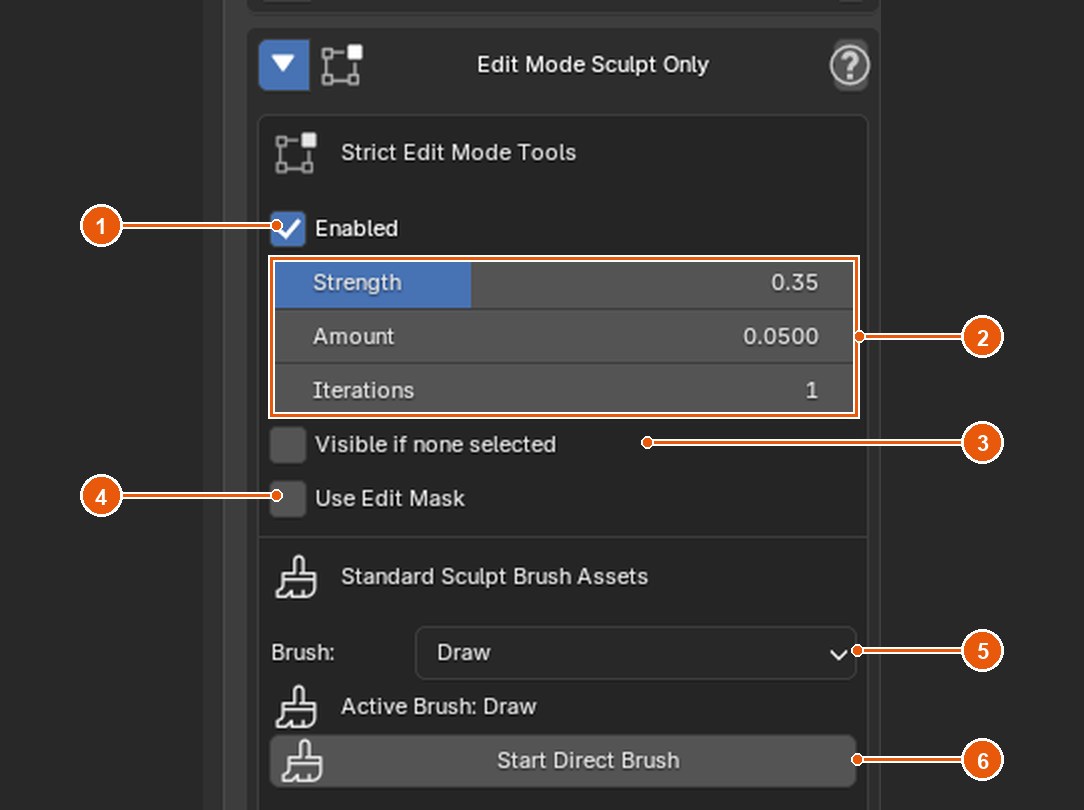 Edit Mode Sculpt Only ?
Strict Edit Mode Tools
1 Enabled
Strength 0.35
Amount 0.0500 2
Iterations 1
Visible if none selected 3
4 Use Edit Mask
Standard Sculpt Brush Assets
Brush: Draw 5
Active Brush: Draw
Start Direct Brush 6